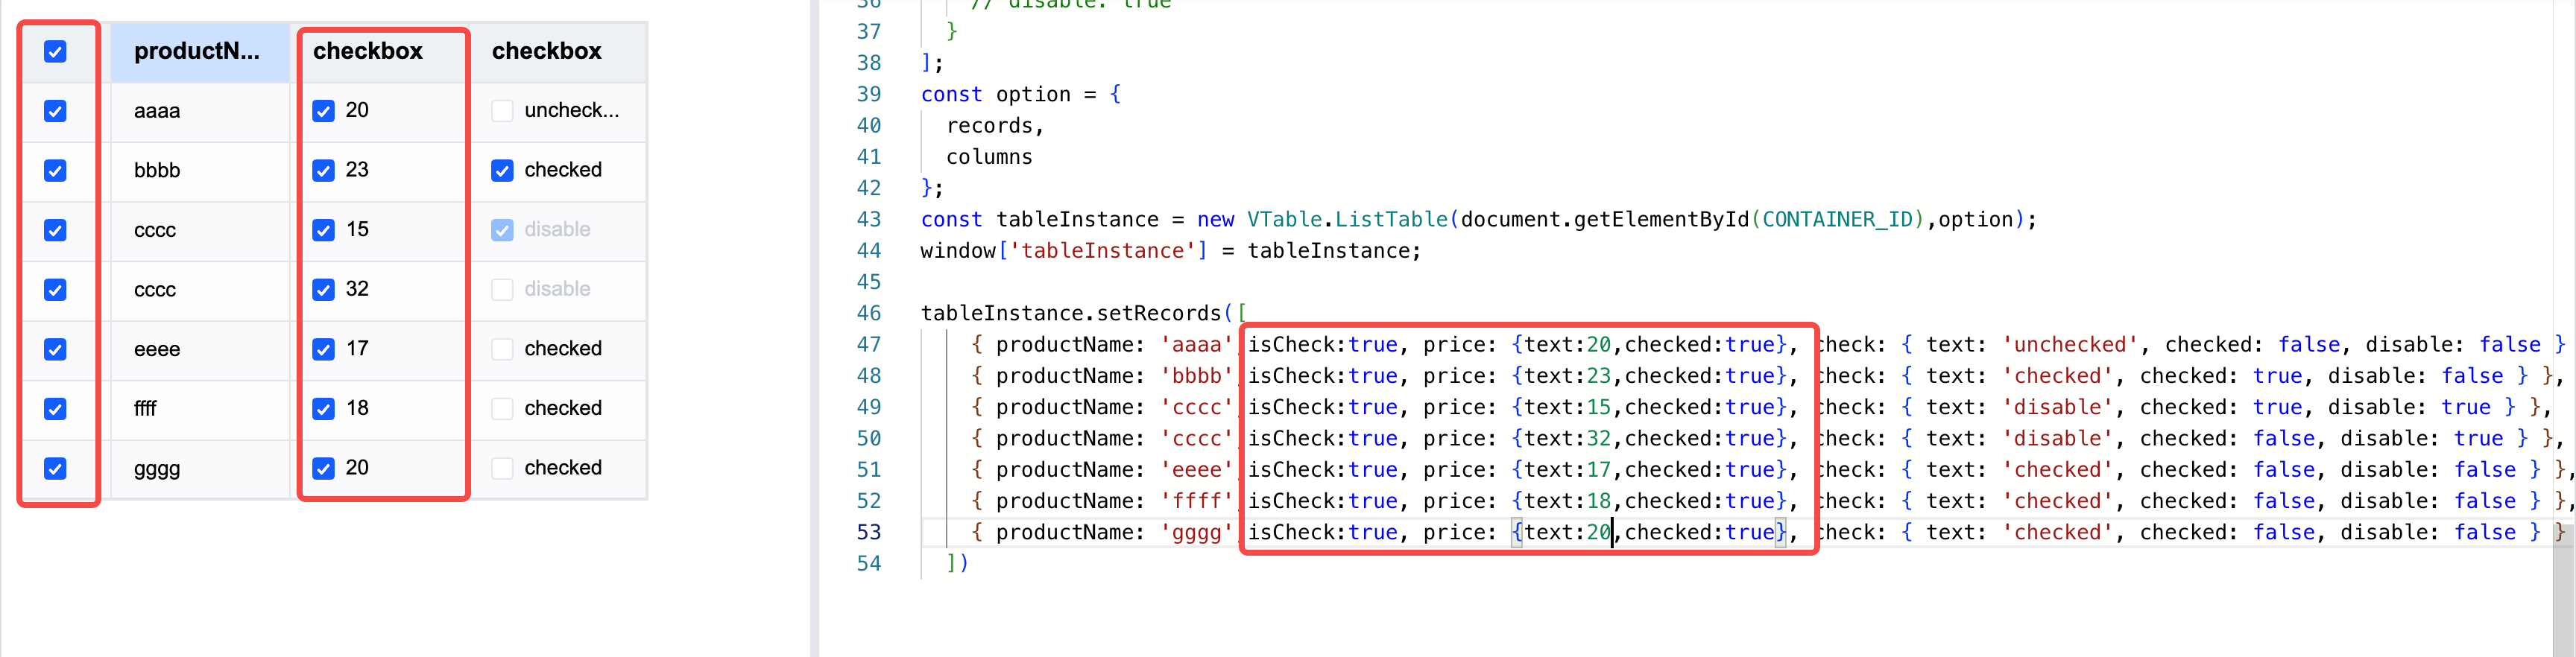 productN... checkbox checkbox
aaaa 20 uncheck...
bbbb 23 checked
cccc 15 disable
cccc 32 disable
eeee 17 checked
ffff 18 checked
gggg 20 checked
36 // disable: true
37 }
38 ];
39 const option = {
40 records,
41 columns
42 };
43 const tableInstance = new VTable.ListTable(document.getElementById(CONTAINER_ID),option);
44 window['tableInstance'] = tableInstance;
45
46 tableInstance.setRecords([
47 { productName: 'aaaa' isCheck:true, price: {text:20,checked:true}, check: { text: 'unchecked', checked: false, disable: false }
48 { productName: 'bbbb' isCheck:true, price: {text:23,checked:true}, check: { text: 'checked', checked: true, disable: false } },
49 { productName: 'cccc' isCheck:true, price: {text:15,checked:true}, check: { text: 'disable', checked: true, disable: true } },
50 { productName: 'cccc' isCheck:true, price: {text:32,checked:true}, check: { text: 'disable', checked: false, disable: true } },
51 { productName: 'eeee' isCheck:true, price: {text:17,checked:true}, check: { text: 'checked', checked: false, disable: false } },
52 { productName: 'ffff' isCheck:true, price: {text:18,checked:true}, check: { text: 'checked', checked: false, disable: false } },
53 { productName: 'gggg' isCheck:true, price: {text:20,checked:true}, check: { text: 'checked', checked: false, disable: false } }
54 ])